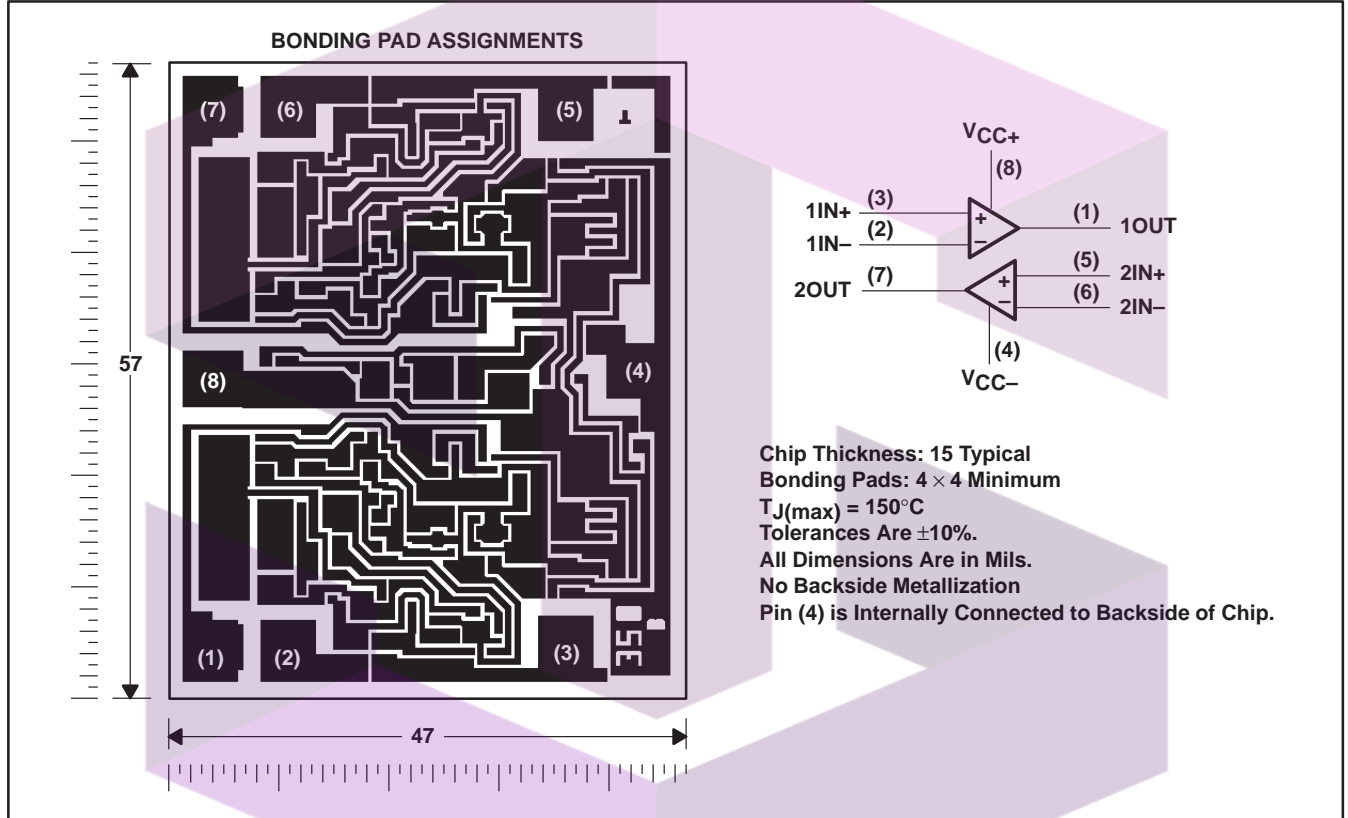 BONDING PAD ASSIGNMENTS
(7)
(6)
(5)
57
(8)
(4)
(1)
(2)
(3)
350
B
47
VCC+
(8)
1IN+ (3)
1IN– (2)
+
–
(1) 1OUT
2OUT (7)
+
–
(5) 2IN+
(6) 2IN–
(4)
VCC–
Chip Thickness: 15 Typical
Bonding Pads: 4 × 4 Minimum
TJ(max) = 150°C
Tolerances Are ±10%.
All Dimensions Are in Mils.
No Backside Metallization
Pin (4) is Internally Connected to Backside of Chip.